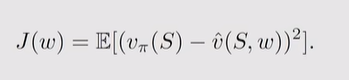 J(w) = 𝔼[(v_π(S) − v̂(S, w))²].